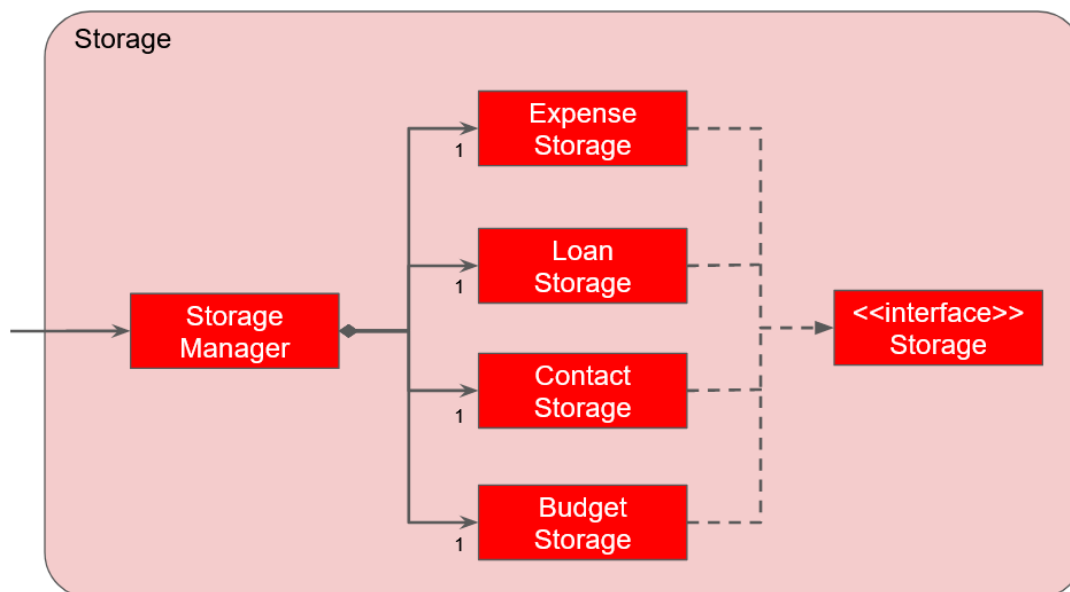 Storage
Expense
Storage
1
Loan
Storage
1
Storage
Manager
<<interface>>
Storage
Contact
Storage
1
Budget
Storage
1